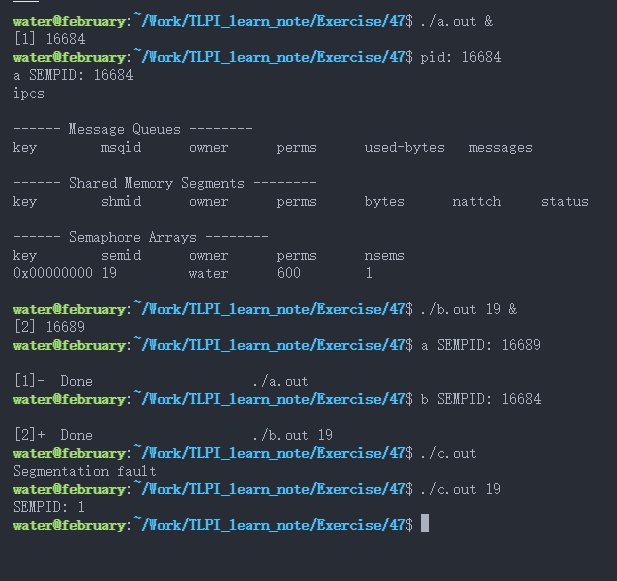 water@february:~/Work/TLPI_learn_note/Exercise/47$ ./a.out &
[1] 16684
water@february:~/Work/TLPI_learn_note/Exercise/47$ pid: 16684
a SEMPID: 16684
ipcs
------ Message Queues --------
key        msqid      owner      perms      used-bytes   messages
------ Shared Memory Segments --------
key        shmid      owner      perms      bytes      nattch     status
------ Semaphore Arrays --------
key        semid      owner      perms      nsems
0x00000000 19         water      600        1
water@february:~/Work/TLPI_learn_note/Exercise/47$ ./b.out 19 &
[2] 16689
water@february:~/Work/TLPI_learn_note/Exercise/47$ a SEMPID: 16689
[1]-  Done                    ./a.out
water@february:~/Work/TLPI_learn_note/Exercise/47$ b SEMPID: 16684
[2]+  Done                    ./b.out 19
water@february:~/Work/TLPI_learn_note/Exercise/47$ ./c.out
Segmentation fault
water@february:~/Work/TLPI_learn_note/Exercise/47$ ./c.out 19
SEMPID: 1
water@february:~/Work/TLPI_learn_note/Exercise/47$